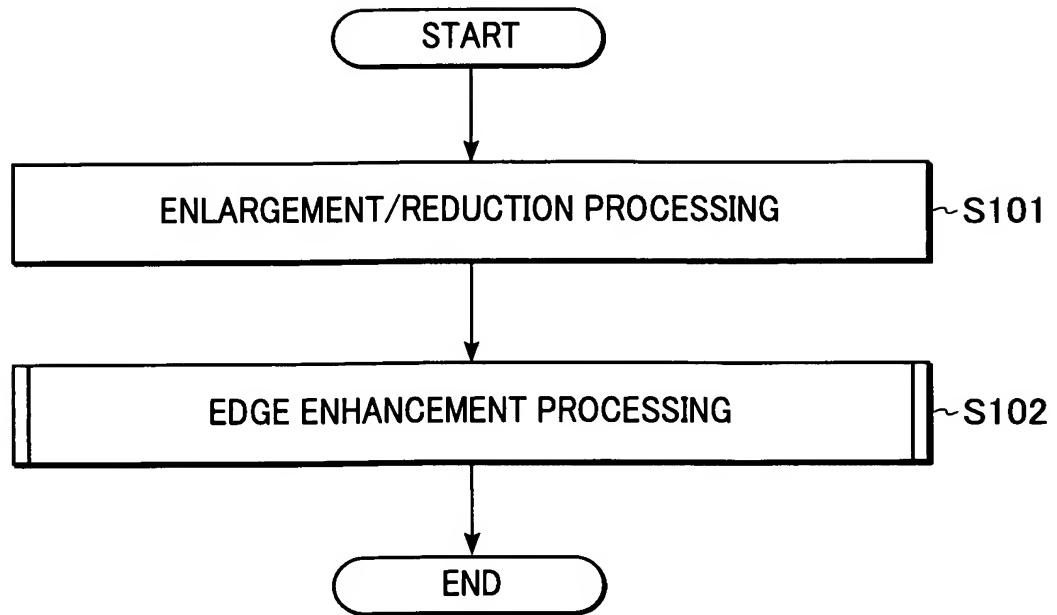 START
ENLARGEMENT/REDUCTION PROCESSING
S101
EDGE ENHANCEMENT PROCESSING
S102
END